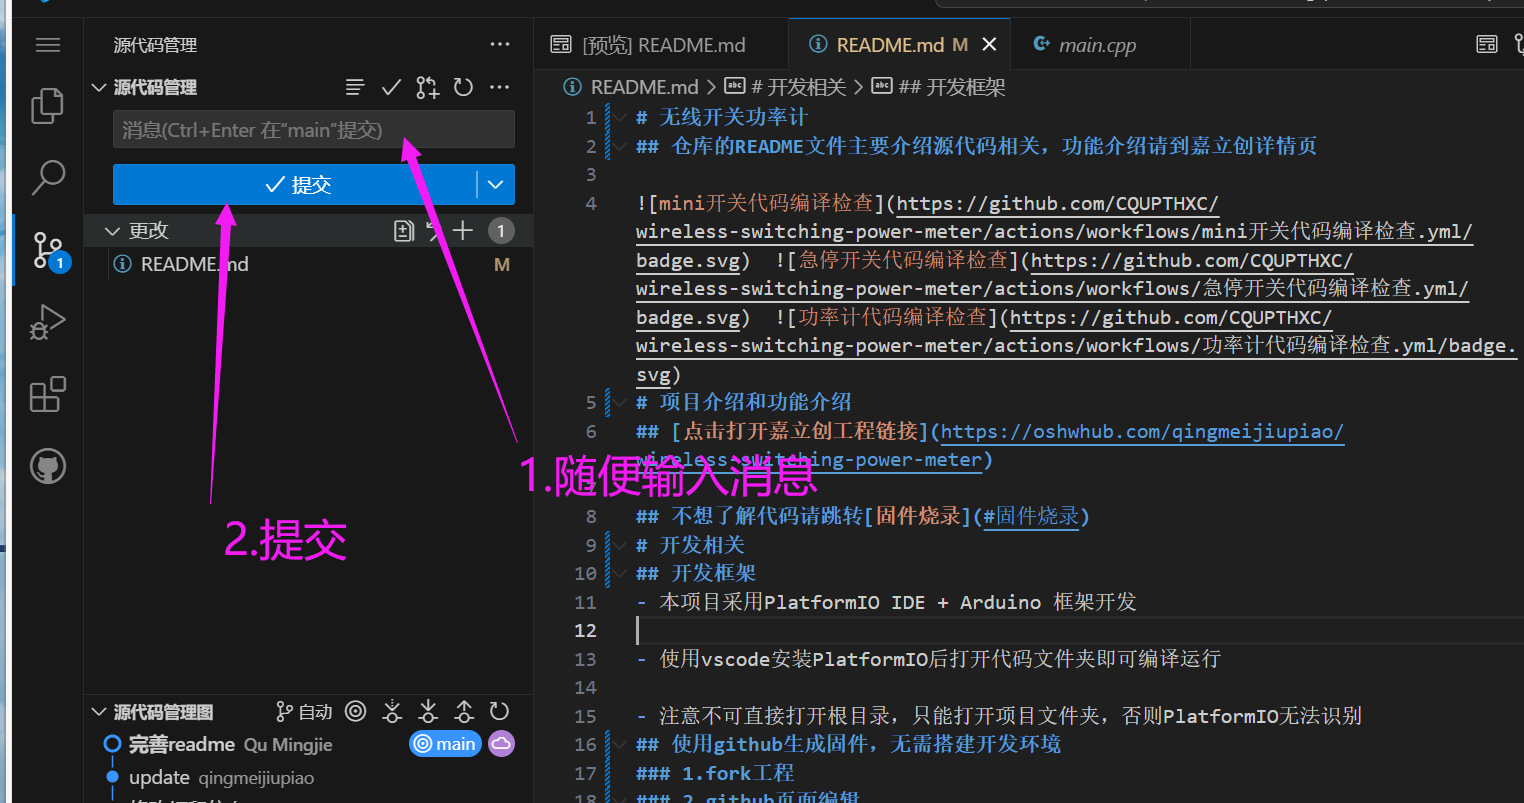 源代码管理
源代码管理
消息(Ctrl+Enter 在“main”提交)
提交
更改
1
README.md
M
1
1.随便输入消息
2.提交
源代码管理图
自动
完善readme Qu Mingjie
main
update qingmeijiupiao
[预览] README.md
README.md M
main.cpp
README.md > # 开发相关 > ## 开发框架
1 # 无线开关功率计
2 ## 仓库的README文件主要介绍源代码相关，功能介绍请到嘉立创详情页
3
4 ![mini开关代码编译检查](https://github.com/CQUPTHXC/
wireless-switching-power-meter/actions/workflows/mini开关代码编译检查.yml/
badge.svg) ![急停开关代码编译检查](https://github.com/CQUPTHXC/
wireless-switching-power-meter/actions/workflows/急停开关代码编译检查.yml/
badge.svg) ![功率计代码编译检查](https://github.com/CQUPTHXC/
wireless-switching-power-meter/actions/workflows/功率计代码编译检查.yml/badge.
svg)
5 # 项目介绍和功能介绍
6 ## [点击打开嘉立创工程链接](https://oshwhub.com/qingmeijiupiao/
wireless-switching-power-meter)
8 ## 不想了解代码请跳转[固件烧录](#固件烧录)
9 # 开发相关
10 ## 开发框架
11 - 本项目采用PlatformIO IDE + Arduino 框架开发
12
13 - 使用vscode安装PlatformIO后打开代码文件夹即可编译运行
14
15 - 注意不可直接打开根目录，只能打开项目文件夹，否则PlatformIO无法识别
16 ## 使用github生成固件，无需搭建开发环境
17 ### 1.fork工程
18 ### 2.github页面编辑